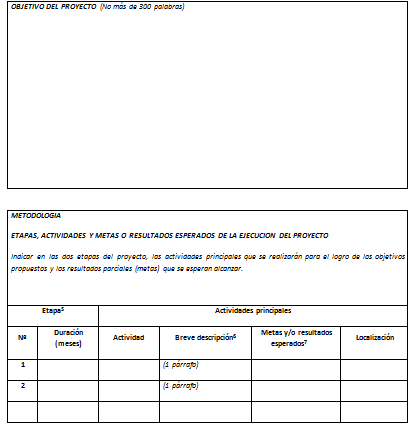 OBJETIVO DEL PROYECTO (No más de 300 palabras)
METODOLOGIA
ETAPAS, ACTIVIDADES Y METAS O RESULTADOS ESPERADOS DE LA EJECUCION DEL PROYECTO
Indicar en las dos etapas del proyecto, las actividades principales que se realizarán para el logro de los objetivos
propuestos y los resultados parciales (metas) que se esperan alcanzar.
Etapa⁵ Actividades principales
Nº Duración (meses) Actividad Breve descripción⁶ Metas y/o resultados esperados⁷ Localización
1 (1 párrafo)
2 (1 párrafo)